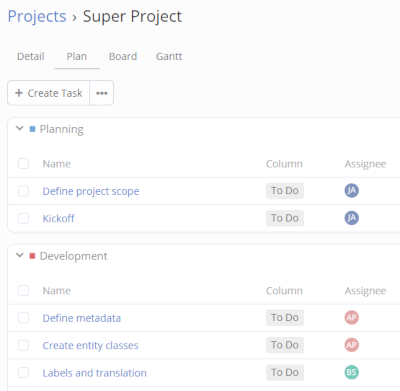 Projects › Super Project
Detail Plan Board Gantt
+ Create Task •••
Planning
Name Column Assignee
Define project scope To Do JA
Kickoff To Do JA
Development
Name Column Assignee
Define metadata To Do AP
Create entity classes To Do AP
Labels and translation To Do BS